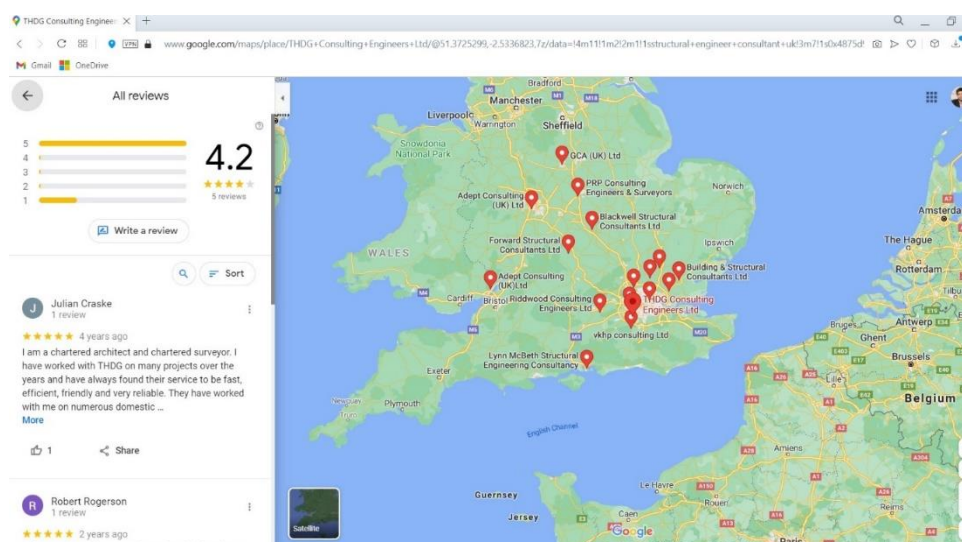 THDG Consulting Engineer
www.google.com/maps/place/THDG+Consulting+Engineers+Ltd/@51.3725299,-2.5336823,7z/data=!4m11!1m2!2m1!1sstructural+engineer+consultant+uk!3m7!1s0x4875d
VPN
Gmail
OneDrive
All reviews
5
4
3
2
1
4.2
5 reviews
Write a review
Sort
J
Julian Craske
1 review
4 years ago
I am a chartered architect and chartered surveyor. I
have worked with THDG on many projects over the
years and have always found their service to be fast,
efficient, friendly and very reliable. They have worked
with me on numerous domestic ...
More
1
Share
R
Robert Rogerson
1 review
2 years ago
Bradford
Manchester
Liverpool
Warrington
Sheffield
Snowdonia
National Park
GCA (UK) Ltd
PRP Consulting
Engineers & Surveyors
Norwich
Adept Consulting
(UK) Ltd
Blackwell Structural
Consultants Ltd
Amsterda
The Hague
Forward Structural
Consultants Ltd
Ipswich
WALES
Rotterdam
Building & Structural
Consultants Ltd
Adept Consulting
(UK)Ltd
Tilbu
Cardiff
Bristol
Riddwood Consulting
Engineers Ltd
THDG Consulting
Engineers Ltd
vkhp consulting Ltd
Bruges
Antwerp
Ghent
Lynn McBeth Structural
Engineering Consultancy
Brussels
Exeter
Lille
Belgium
Plymouth
English Channel
Amiens
Guernsey
Le Havre
Rouen
Reims
Jersey
Caen
Satellite
Google
Paris